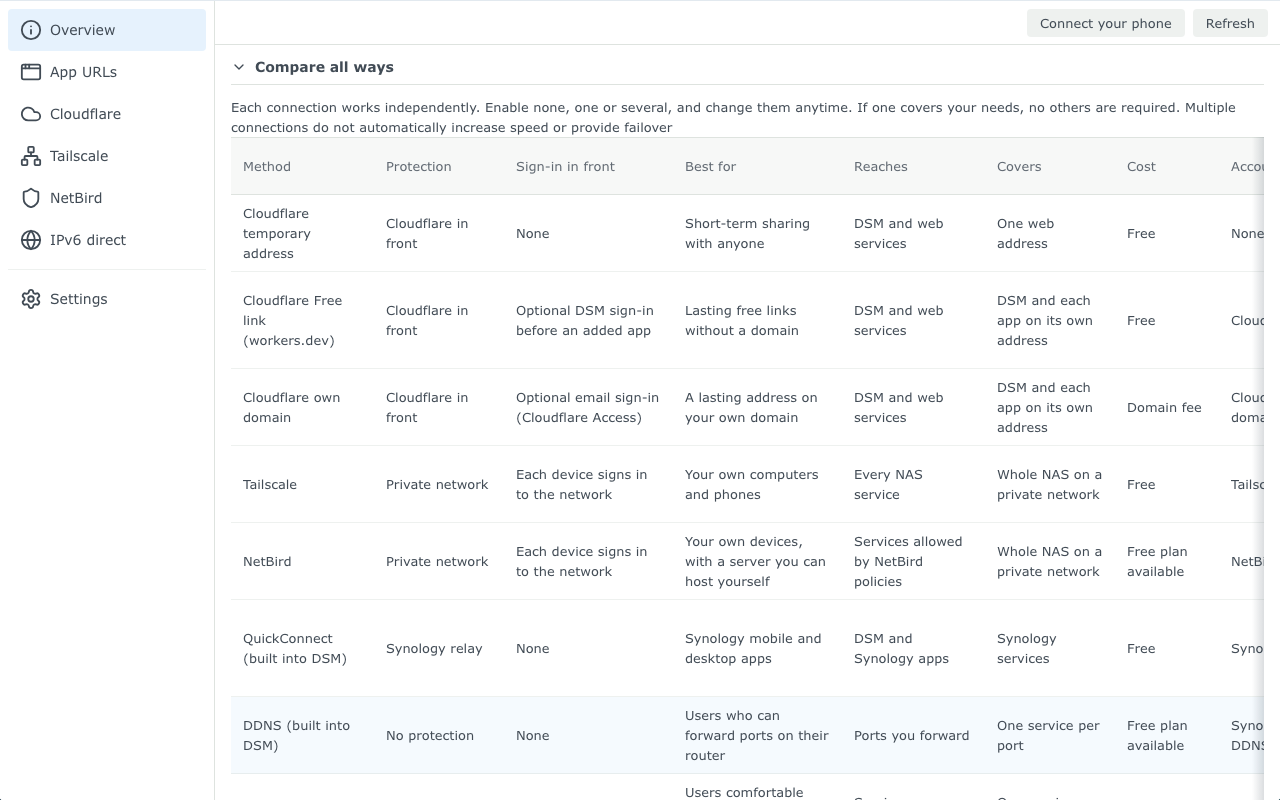 Overview
App URLs
Cloudflare
Tailscale
NetBird
IPv6 direct
Settings
Connect your phone
Refresh
Compare all ways
Each connection works independently. Enable none, one or several, and change them anytime. If one covers your needs, no others are required. Multiple
connections do not automatically increase speed or provide failover
Method Protection Sign-in in front Best for Reaches Covers Cost
Cloudflare
temporary
address
Cloudflare in
front
None
Short-term sharing
with anyone
DSM and web
services
One web
address
Free
None
Cloudflare Free
link
(workers.dev)
Cloudflare in
front
Optional DSM sign-in
before an added app
Lasting free links
without a domain
DSM and web
services
DSM and each
app on its own
address
Free
Cloudflare own
domain
Cloudflare in
front
Optional email sign-in
(Cloudflare Access)
A lasting address on
your own domain
DSM and web
services
DSM and each
app on its own
address
Domain fee
Tailscale
Private network
Each device signs in
to the network
Your own computers
and phones
Every NAS
service
Whole NAS on a
private network
Free
NetBird
Private network
Each device signs in
to the network
Your own devices,
with a server you can
host yourself
Services allowed
by NetBird
policies
Whole NAS on a
private network
Free plan
available
QuickConnect
(built into DSM)
Synology relay
None
Synology mobile and
desktop apps
DSM and
Synology apps
Synology
services
Free
DDNS (built into
DSM)
No protection
None
Users who can
forward ports on their
router
Ports you forward
One service per
port
Free plan
available
DDNS
Users comfortable